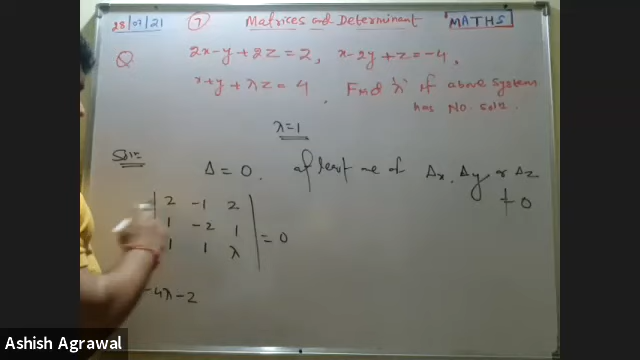 28/07/21 7 Matrices and Determinant MATHS
Q 2x-y+2z=2, x-2y+z=-4,
x+y+λz=4, Find 'λ' if above system
has No. soln.
λ=1
Soln:
Δ=0. atleast one of Δx, Δy or Δz
≠0
2 -1 2
1 -2 1 =0
1 1 λ
-4λ-2
Ashish Agrawal